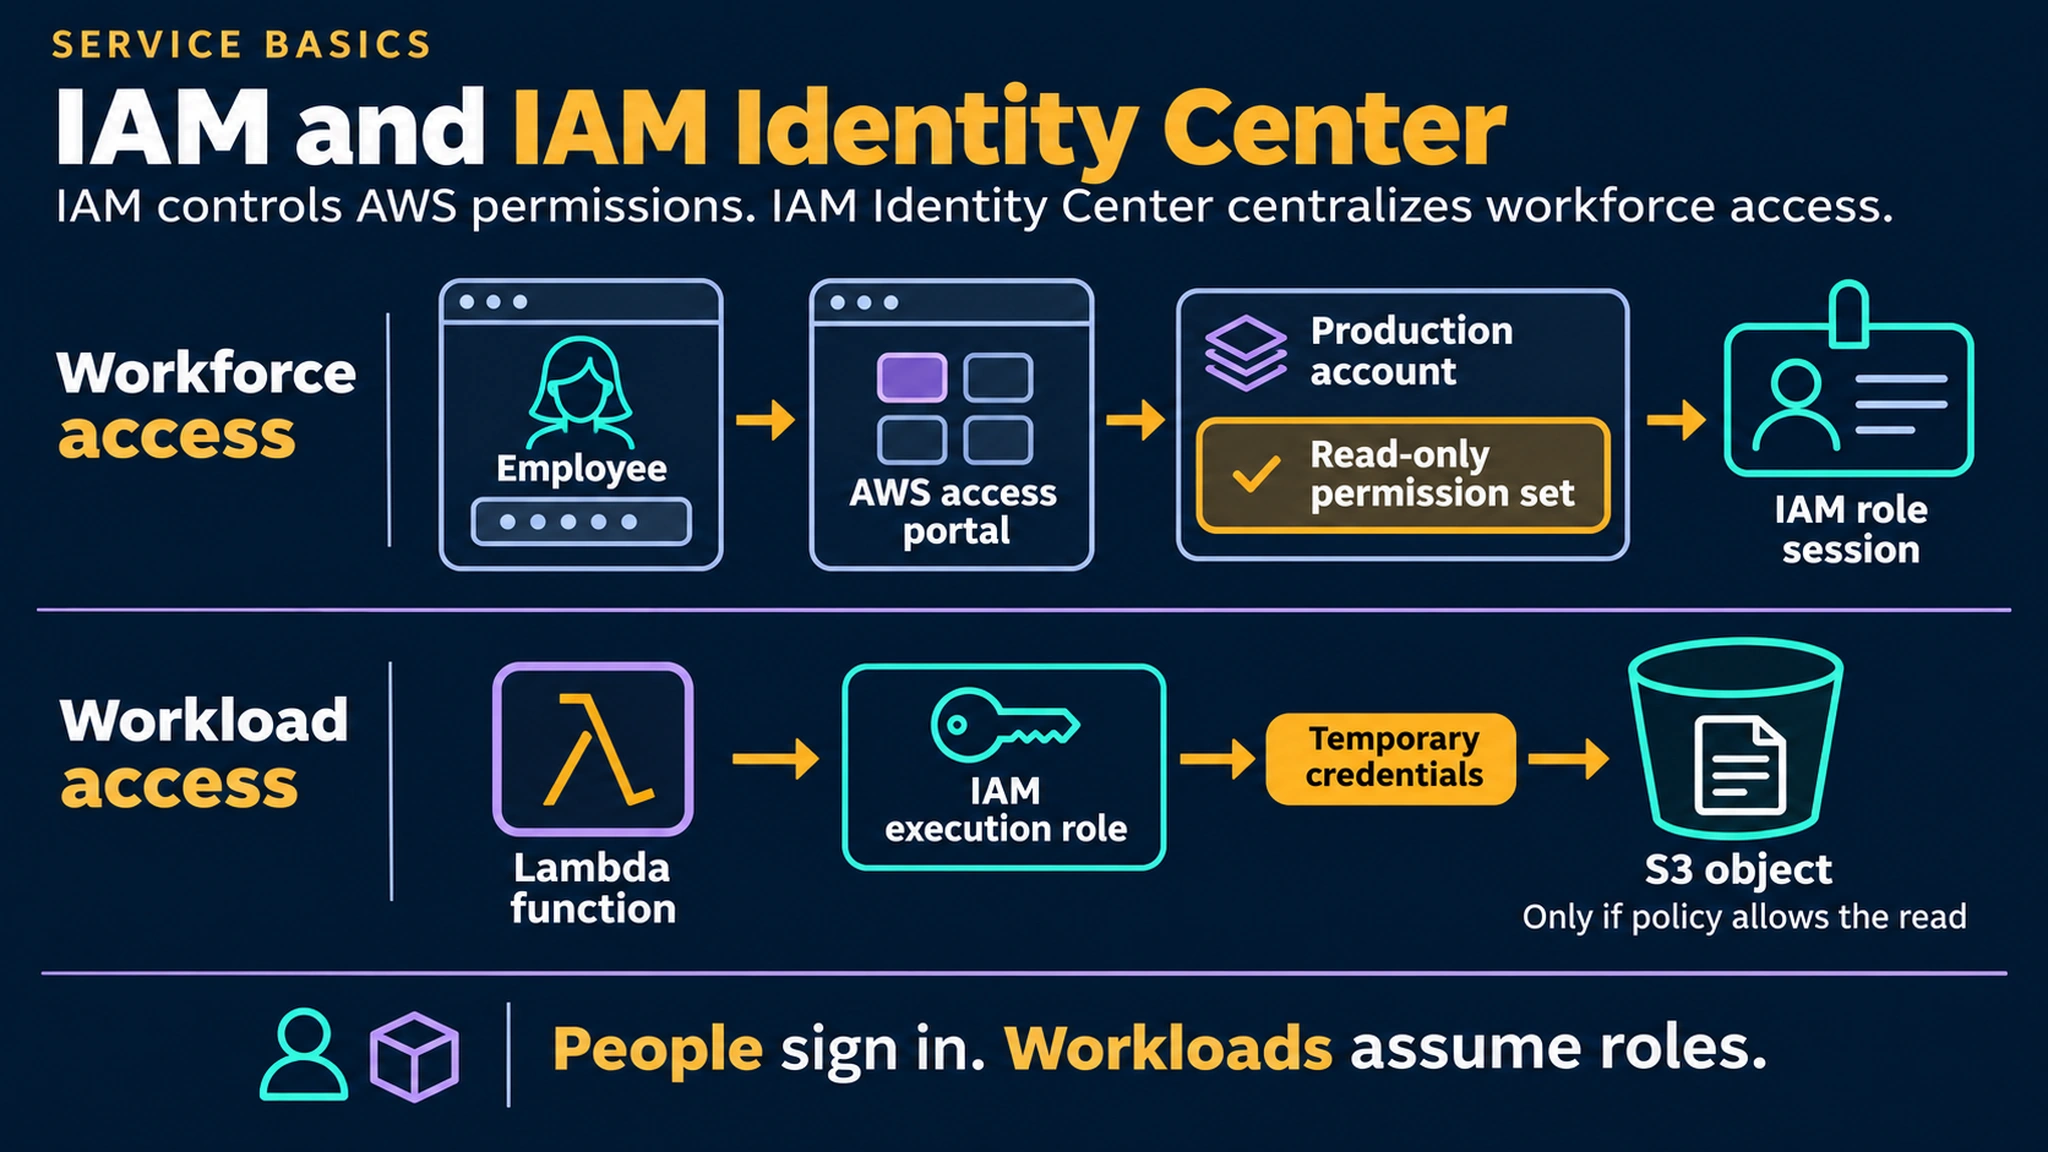 SERVICE BASICS
IAM and IAM Identity Center
IAM controls AWS permissions. IAM Identity Center centralizes workforce access.
Workforce
access
Employee
AWS access
portal
Production
account
Read-only
permission set
IAM role
session
Workload
access
Lambda
function
IAM
execution role
Temporary
credentials
S3 object
Only if policy allows the read
People sign in. Workloads assume roles.